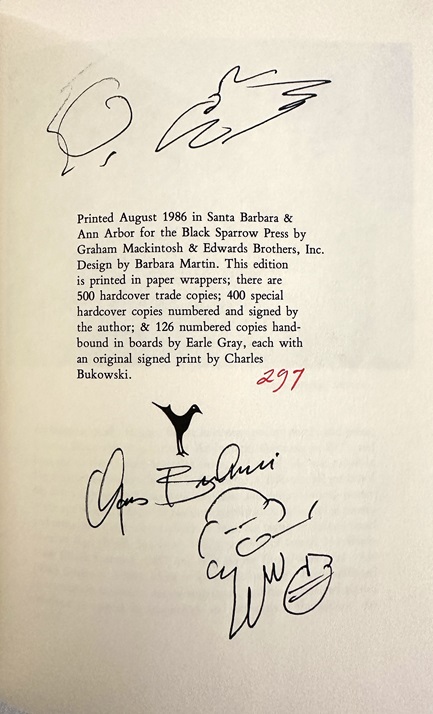 Printed August 1986 in Santa Barbara &
Ann Arbor for the Black Sparrow Press by
Graham Mackintosh & Edwards Brothers, Inc.
Design by Barbara Martin. This edition
is printed in paper wrappers; there are
500 hardcover trade copies; 400 special
hardcover copies numbered and signed by
the author; & 126 numbered copies hand-
bound in boards by Earle Gray, each with
an original signed print by Charles
Bukowski.
297